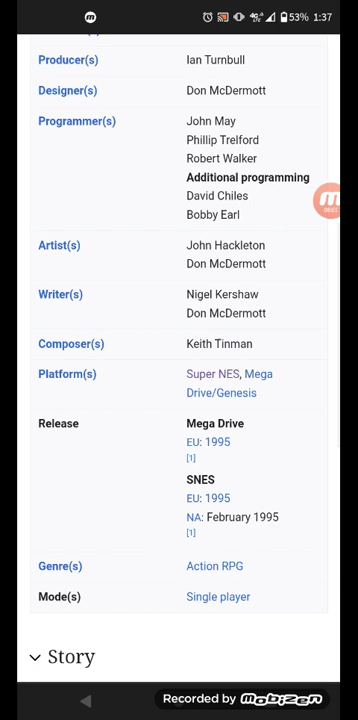 53% 1:37
Producer(s) Ian Turnbull
Designer(s) Don McDermott
Programmer(s) John May
Phillip Trelford
Robert Walker
Additional programming
David Chiles
Bobby Earl
Artist(s) John Hackleton
Don McDermott
Writer(s) Nigel Kershaw
Don McDermott
Composer(s) Keith Tinman
Platform(s) Super NES, Mega
Drive/Genesis
Release Mega Drive
EU: 1995
[1]
SNES
EU: 1995
NA: February 1995
[1]
Genre(s) Action RPG
Mode(s) Single player
Story
Recorded by mobizen